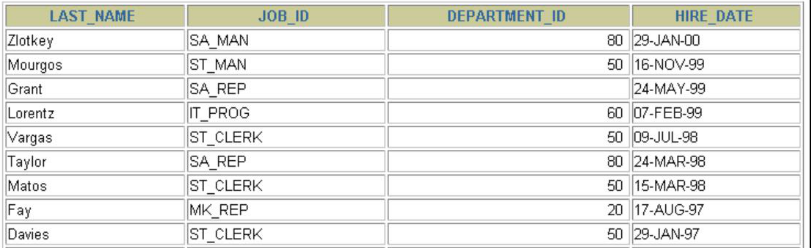 LAST_NAME JOB_ID DEPARTMENT_ID HIRE_DATE
Zlotkey SA_MAN 80 29-JAN-00
Mourgos ST_MAN 50 16-NOV-99
Grant SA_REP 24-MAY-99
Lorentz IT_PROG 60 07-FEB-99
Vargas ST_CLERK 50 09-JUL-98
Taylor SA_REP 80 24-MAR-98
Matos ST_CLERK 50 15-MAR-98
Fay MK_REP 20 17-AUG-97
Davies ST_CLERK 50 29-JAN-97